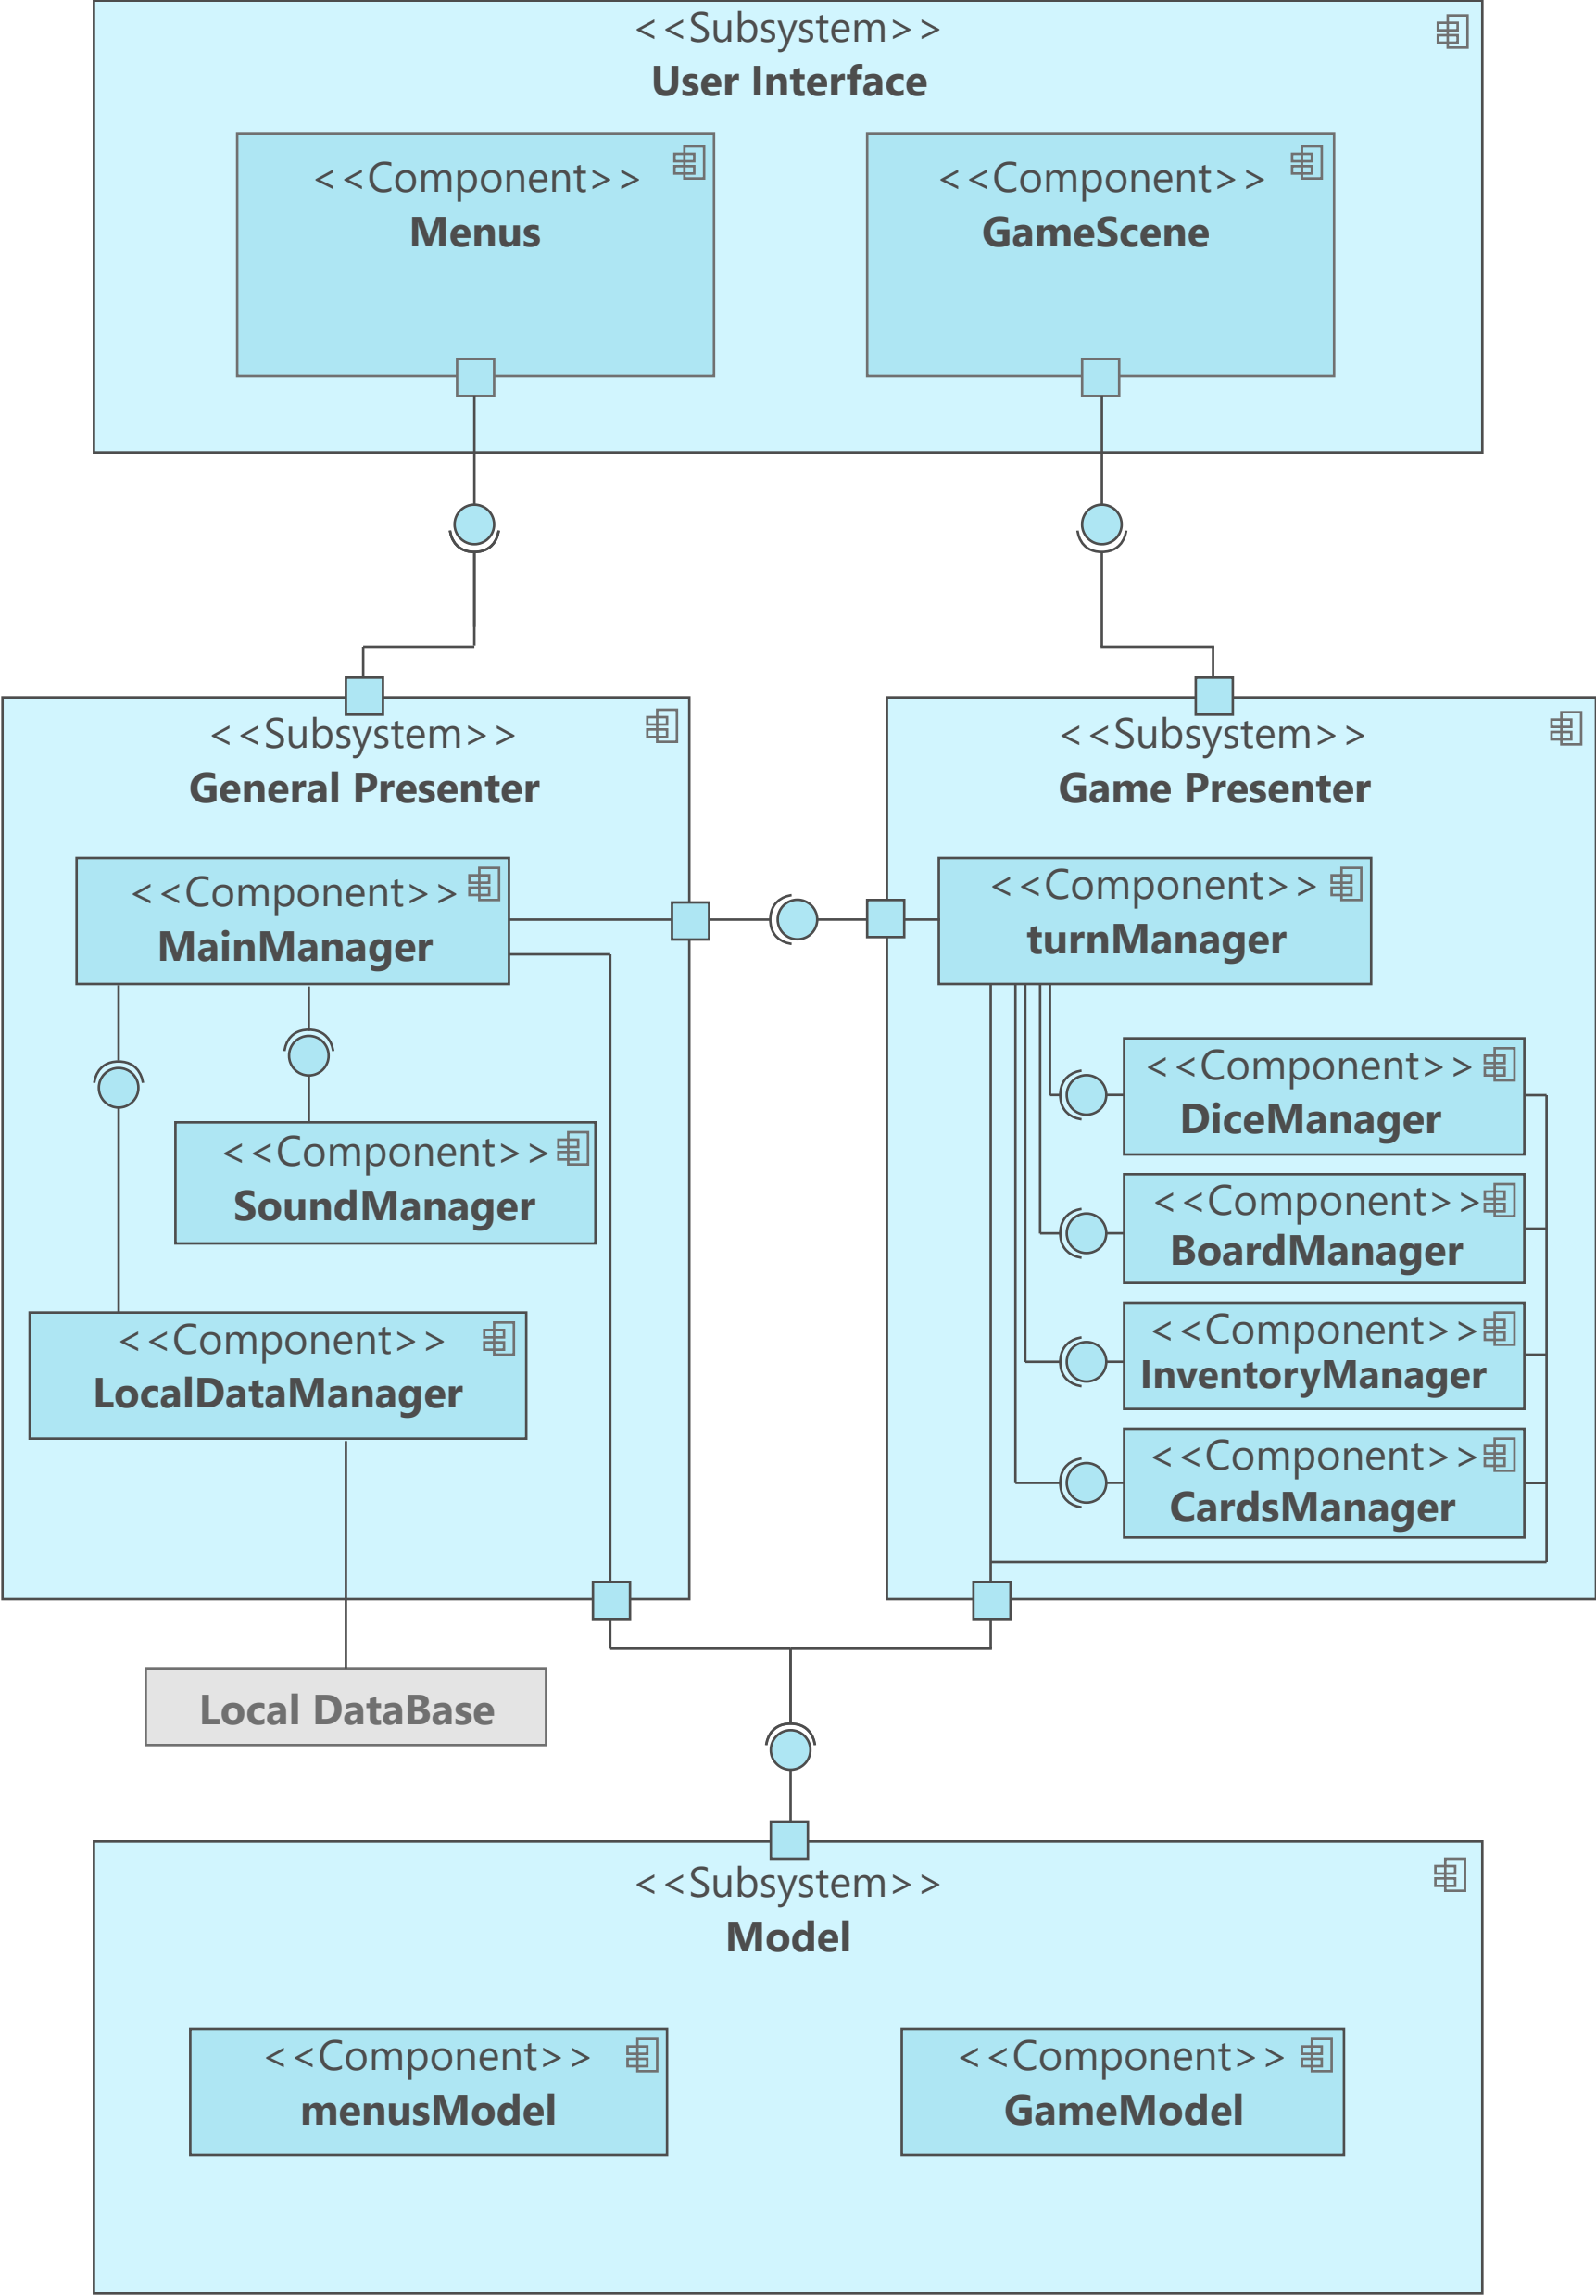 <<Subsystem>>
User Interface
<<Component>>
Menus
<<Component>>
GameScene
<<Subsystem>>
General Presenter
<<Component>>
MainManager
<<Component>>
SoundManager
<<Component>>
LocalDataManager
Local DataBase
<<Subsystem>>
Game Presenter
<<Component>>
turnManager
<<Component>>
DiceManager
<<Component>>
BoardManager
<<Component>>
InventoryManager
<<Component>>
CardsManager
<<Subsystem>>
Model
<<Component>>
menusModel
<<Component>>
GameModel